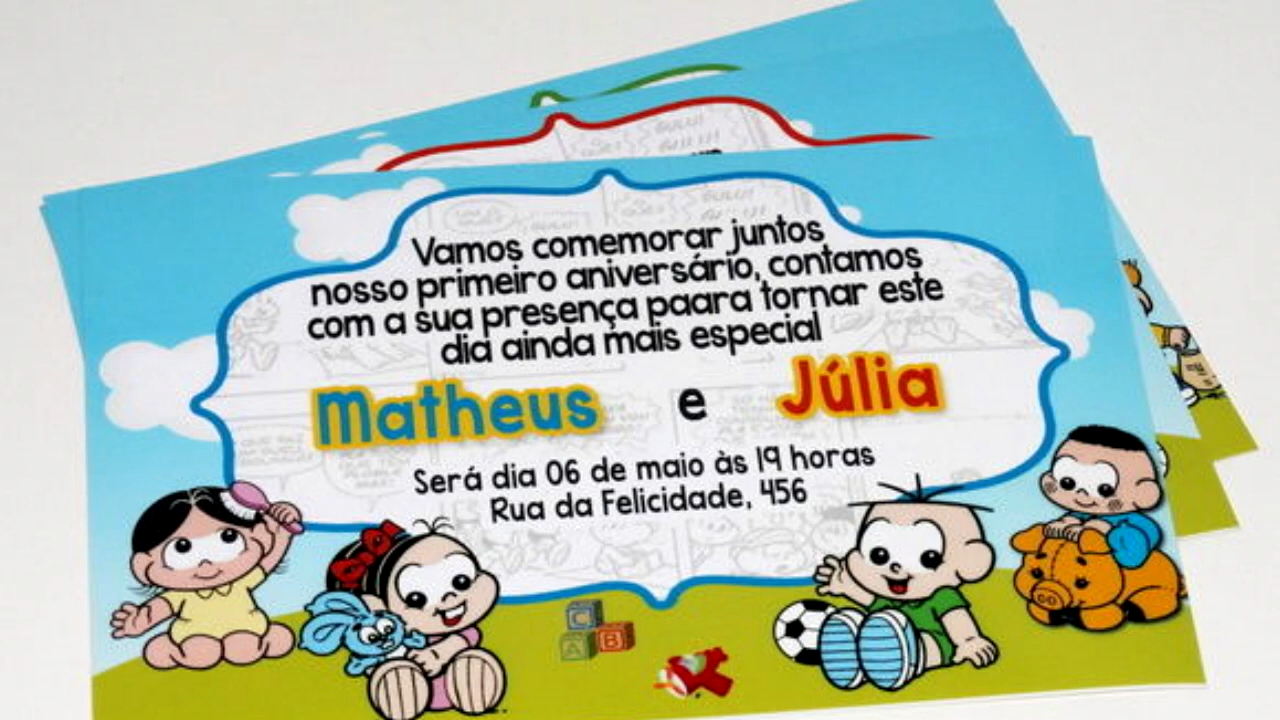 Vamos comemorar juntos
nosso primeiro aniversário, contamos
com a sua presença paara tornar este
dia ainda mais especial
Matheus e Júlia
Será dia 06 de maio às 19 horas
Rua da Felicidade, 456
C
A B